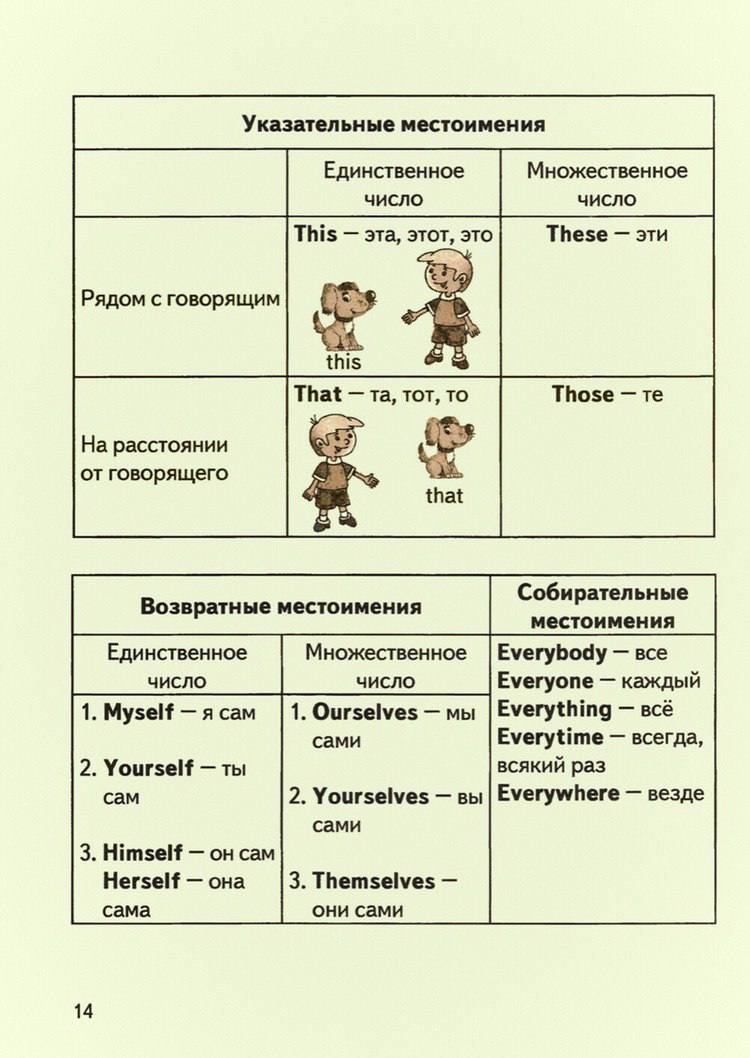 Указательные местоимения
Единственное
число
Множественное
число
Рядом с говорящим
This — эта, этот, это
this
These — эти
На расстоянии
от говорящего
That — та, тот, то
that
Those — те
Возвратные местоимения
Единственное
число
Множественное
число
1. Myself — я сам
2. Yourself — ты
сам
3. Himself — он сам
Herself — она
сама
1. Ourselves — мы
сами
2. Yourselves — вы
сами
3. Themselves —
они сами
Собирательные
местоимения
Everybody — все
Everyone — каждый
Everything — всё
Everytime — всегда,
всякий раз
Everywhere — везде
14